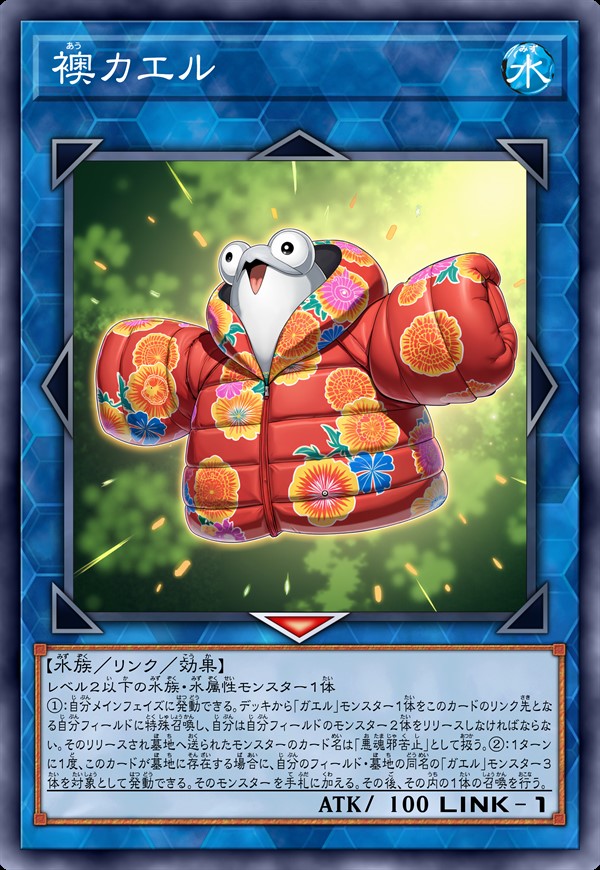 襖カエル
水
【水族／リンク／効果】
レベル2以下の水族・水属性モンスター1体
①：自分メインフェイズに発動できる。デッキから「ガエル」モンスター1体をこのカードのリンク先とな
る自分フィールドに特殊召喚し、自分は自分フィールドのモンスター2体をリリースしなければならな
い。そのリリースされ墓地へ送られたモンスターのカード名は「悪魂邪苦止」として扱う。②：1ターン
に1度、このカードが墓地に存在する場合に、自分のフィールド・墓地の同名の「ガエル」モンスター3
体を対象として発動できる。そのモンスターを手札に加える。その後、その内の1体の召喚を行う。
ATK/ 100 LINK-1